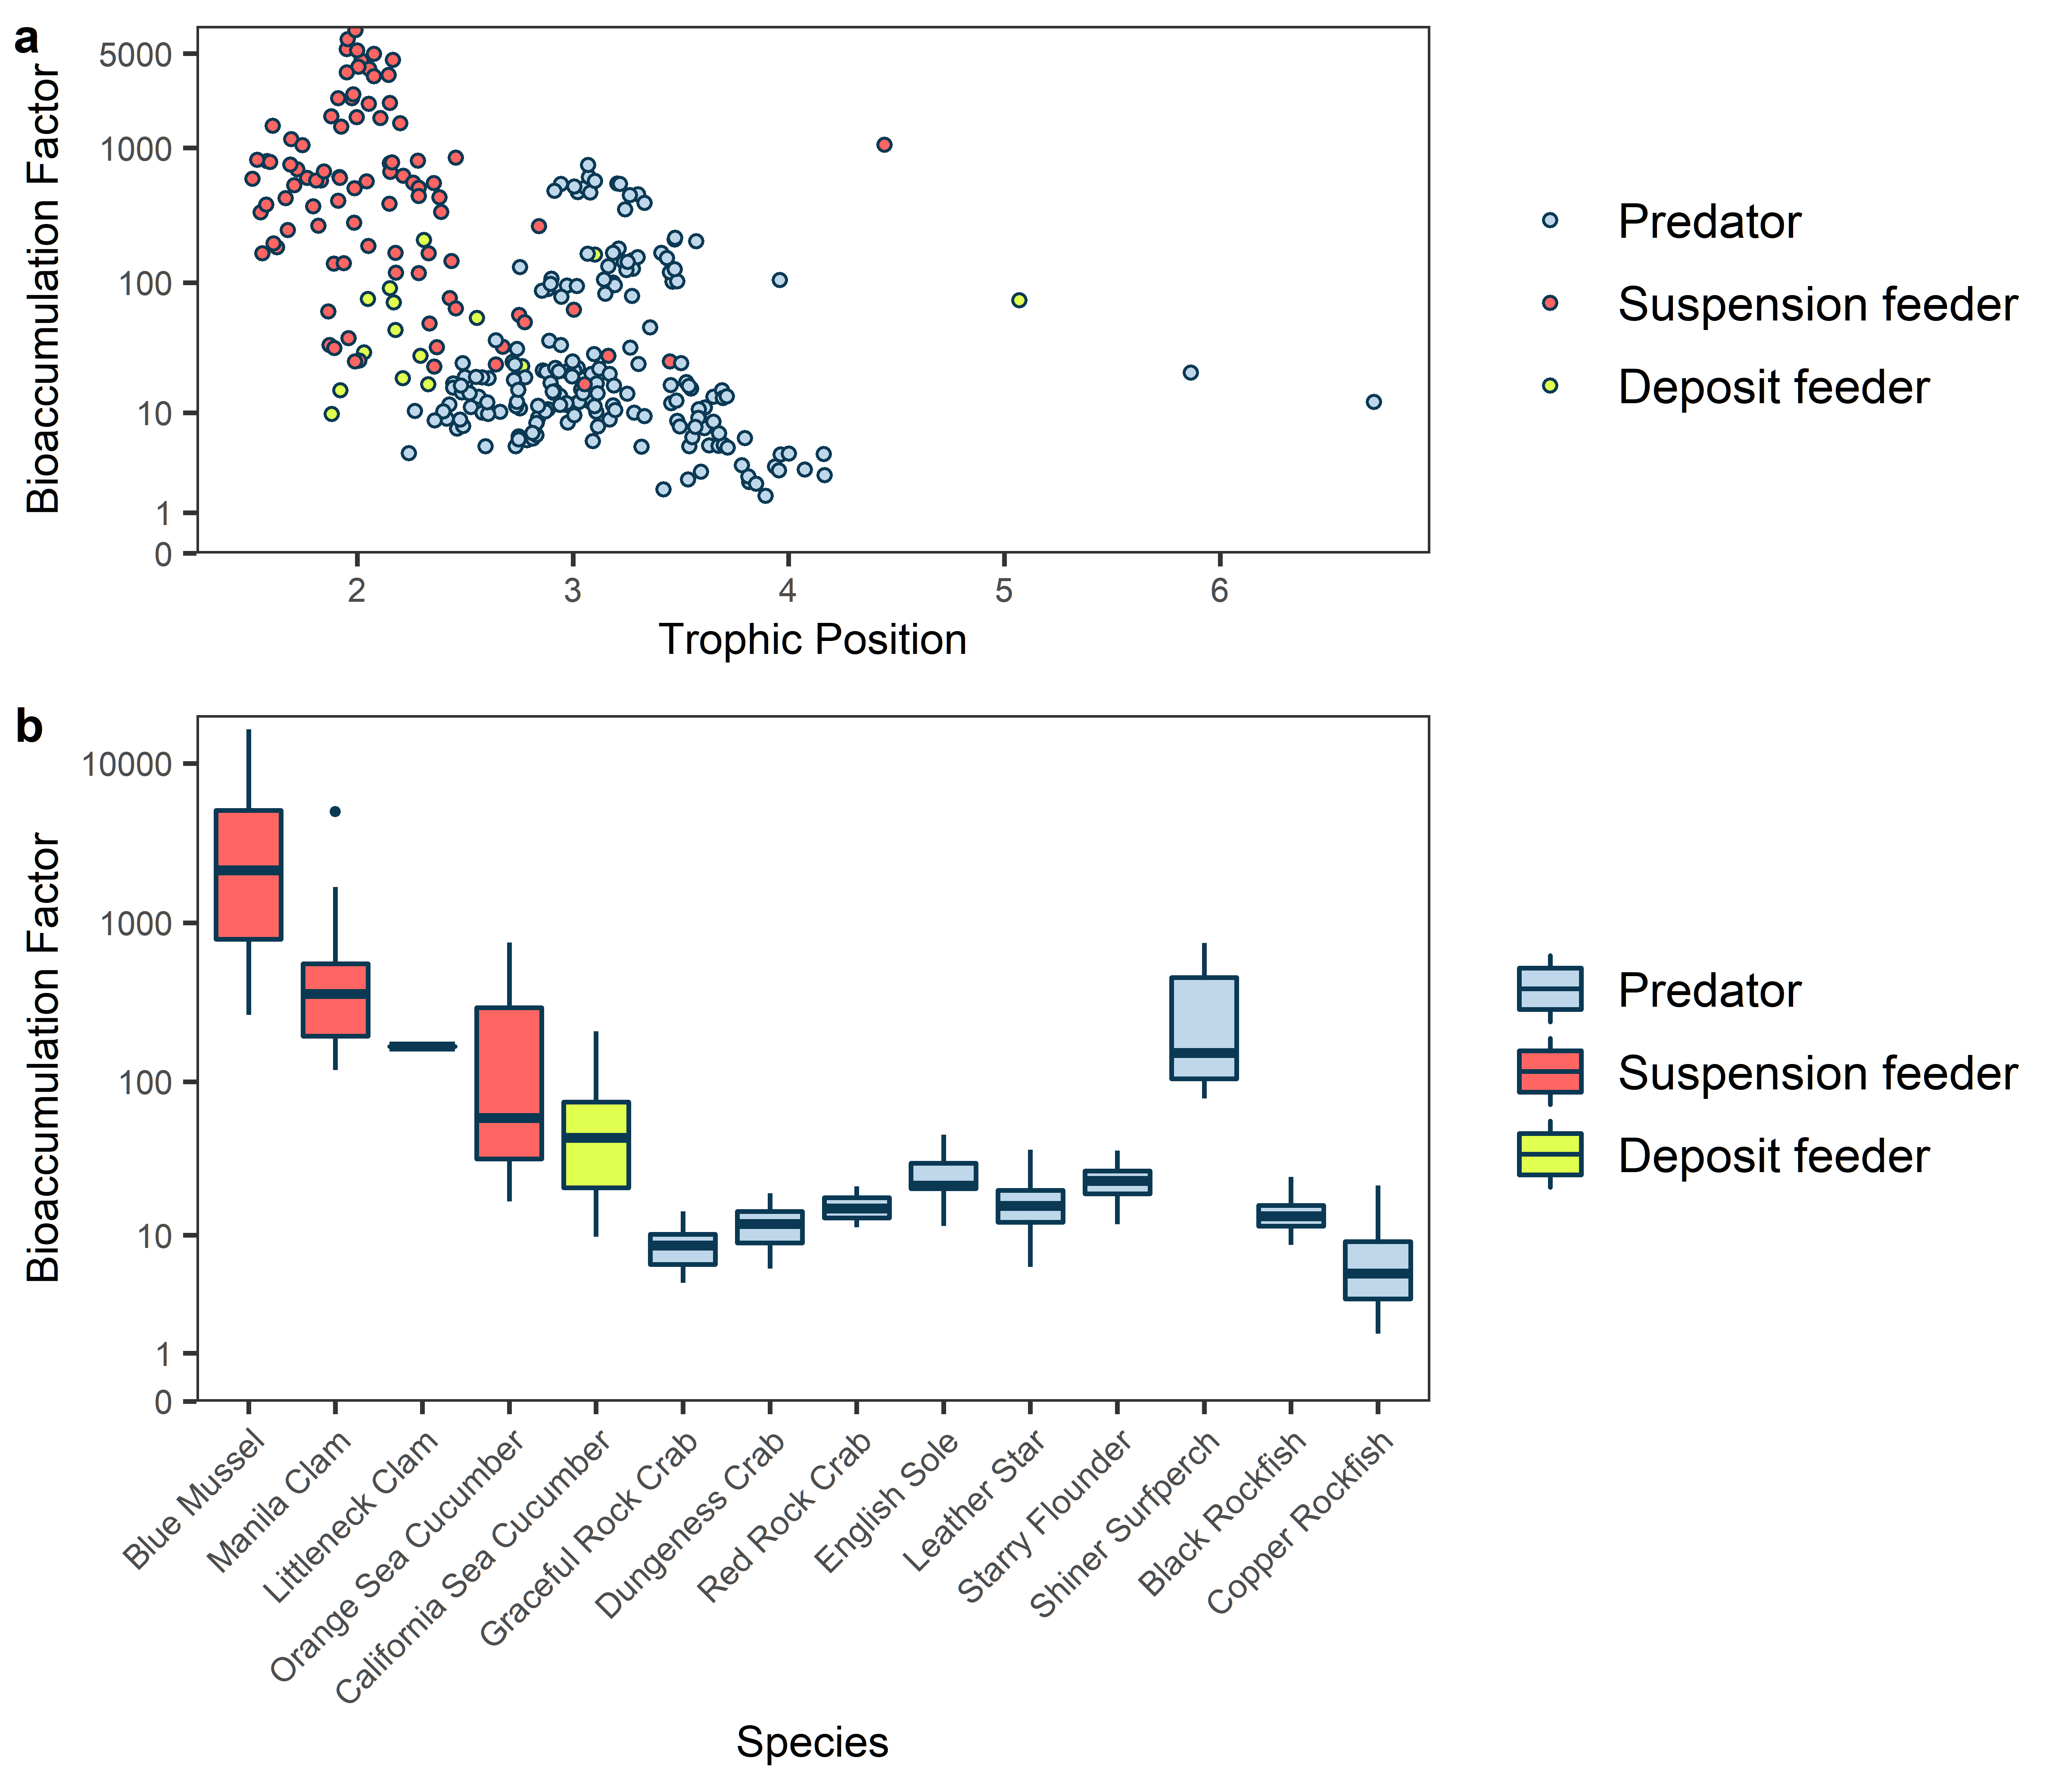 a
5000
1000
100
10
1
0
Bioaccumulation Factor
2 3 4 5 6
Trophic Position
Predator
Suspension feeder
Deposit feeder
b
10000
1000
100
10
1
0
Bioaccumulation Factor
Blue Mussel
Manila Clam
Littleneck Clam
Orange Sea Cucumber
California Sea Cucumber
Graceful Rock Crab
Dungeness Crab
Red Rock Crab
English Sole
Leather Star
Starry Flounder
Shiner Surfperch
Black Rockfish
Copper Rockfish
Species
Predator
Suspension feeder
Deposit feeder